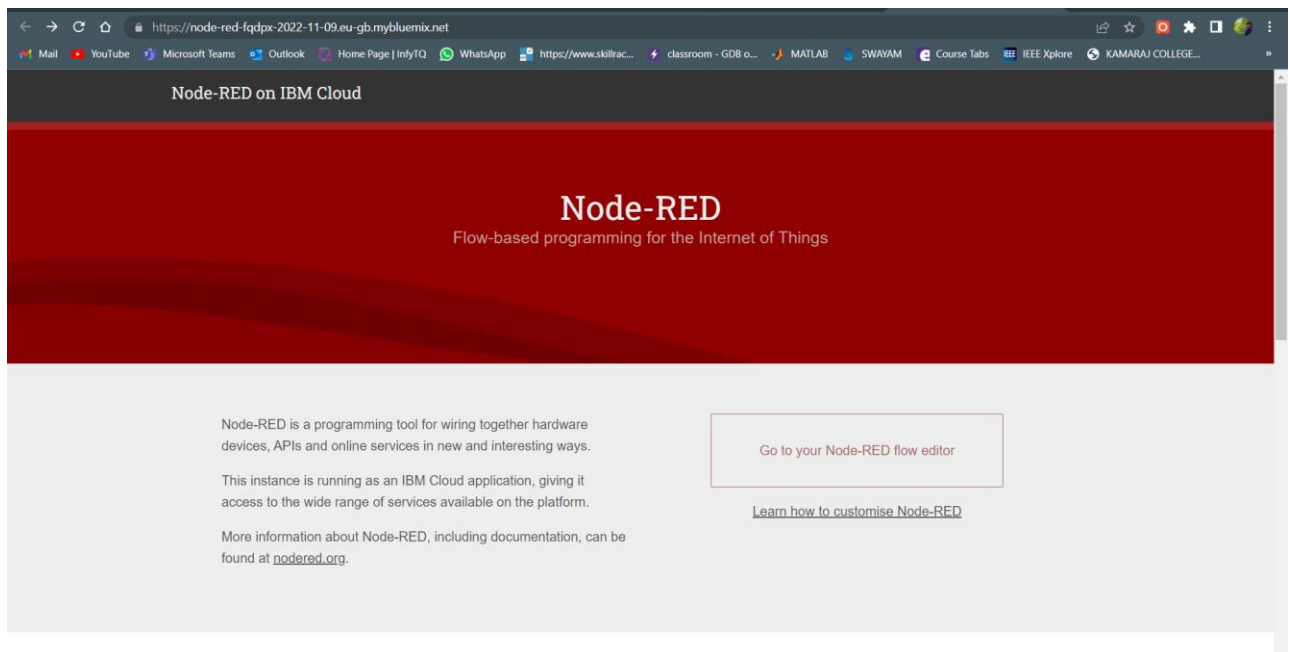 https://node-red-fqdpx-2022-11-09.eu-gb.mybluemix.net
Mail YouTube Microsoft Teams Outlook Home Page | InfyTQ WhatsApp https://www.skillrac... classroom - GDB o... MATLAB SWAYAM Course Tabs IEEE Xplore KAMARAJ COLLEGE... »
Node-RED on IBM Cloud
Node-RED
Flow-based programming for the Internet of Things
Node-RED is a programming tool for wiring together hardware
devices, APIs and online services in new and interesting ways.
This instance is running as an IBM Cloud application, giving it
access to the wide range of services available on the platform.
More information about Node-RED, including documentation, can be
found at nodered.org.
Go to your Node-RED flow editor
Learn how to customise Node-RED